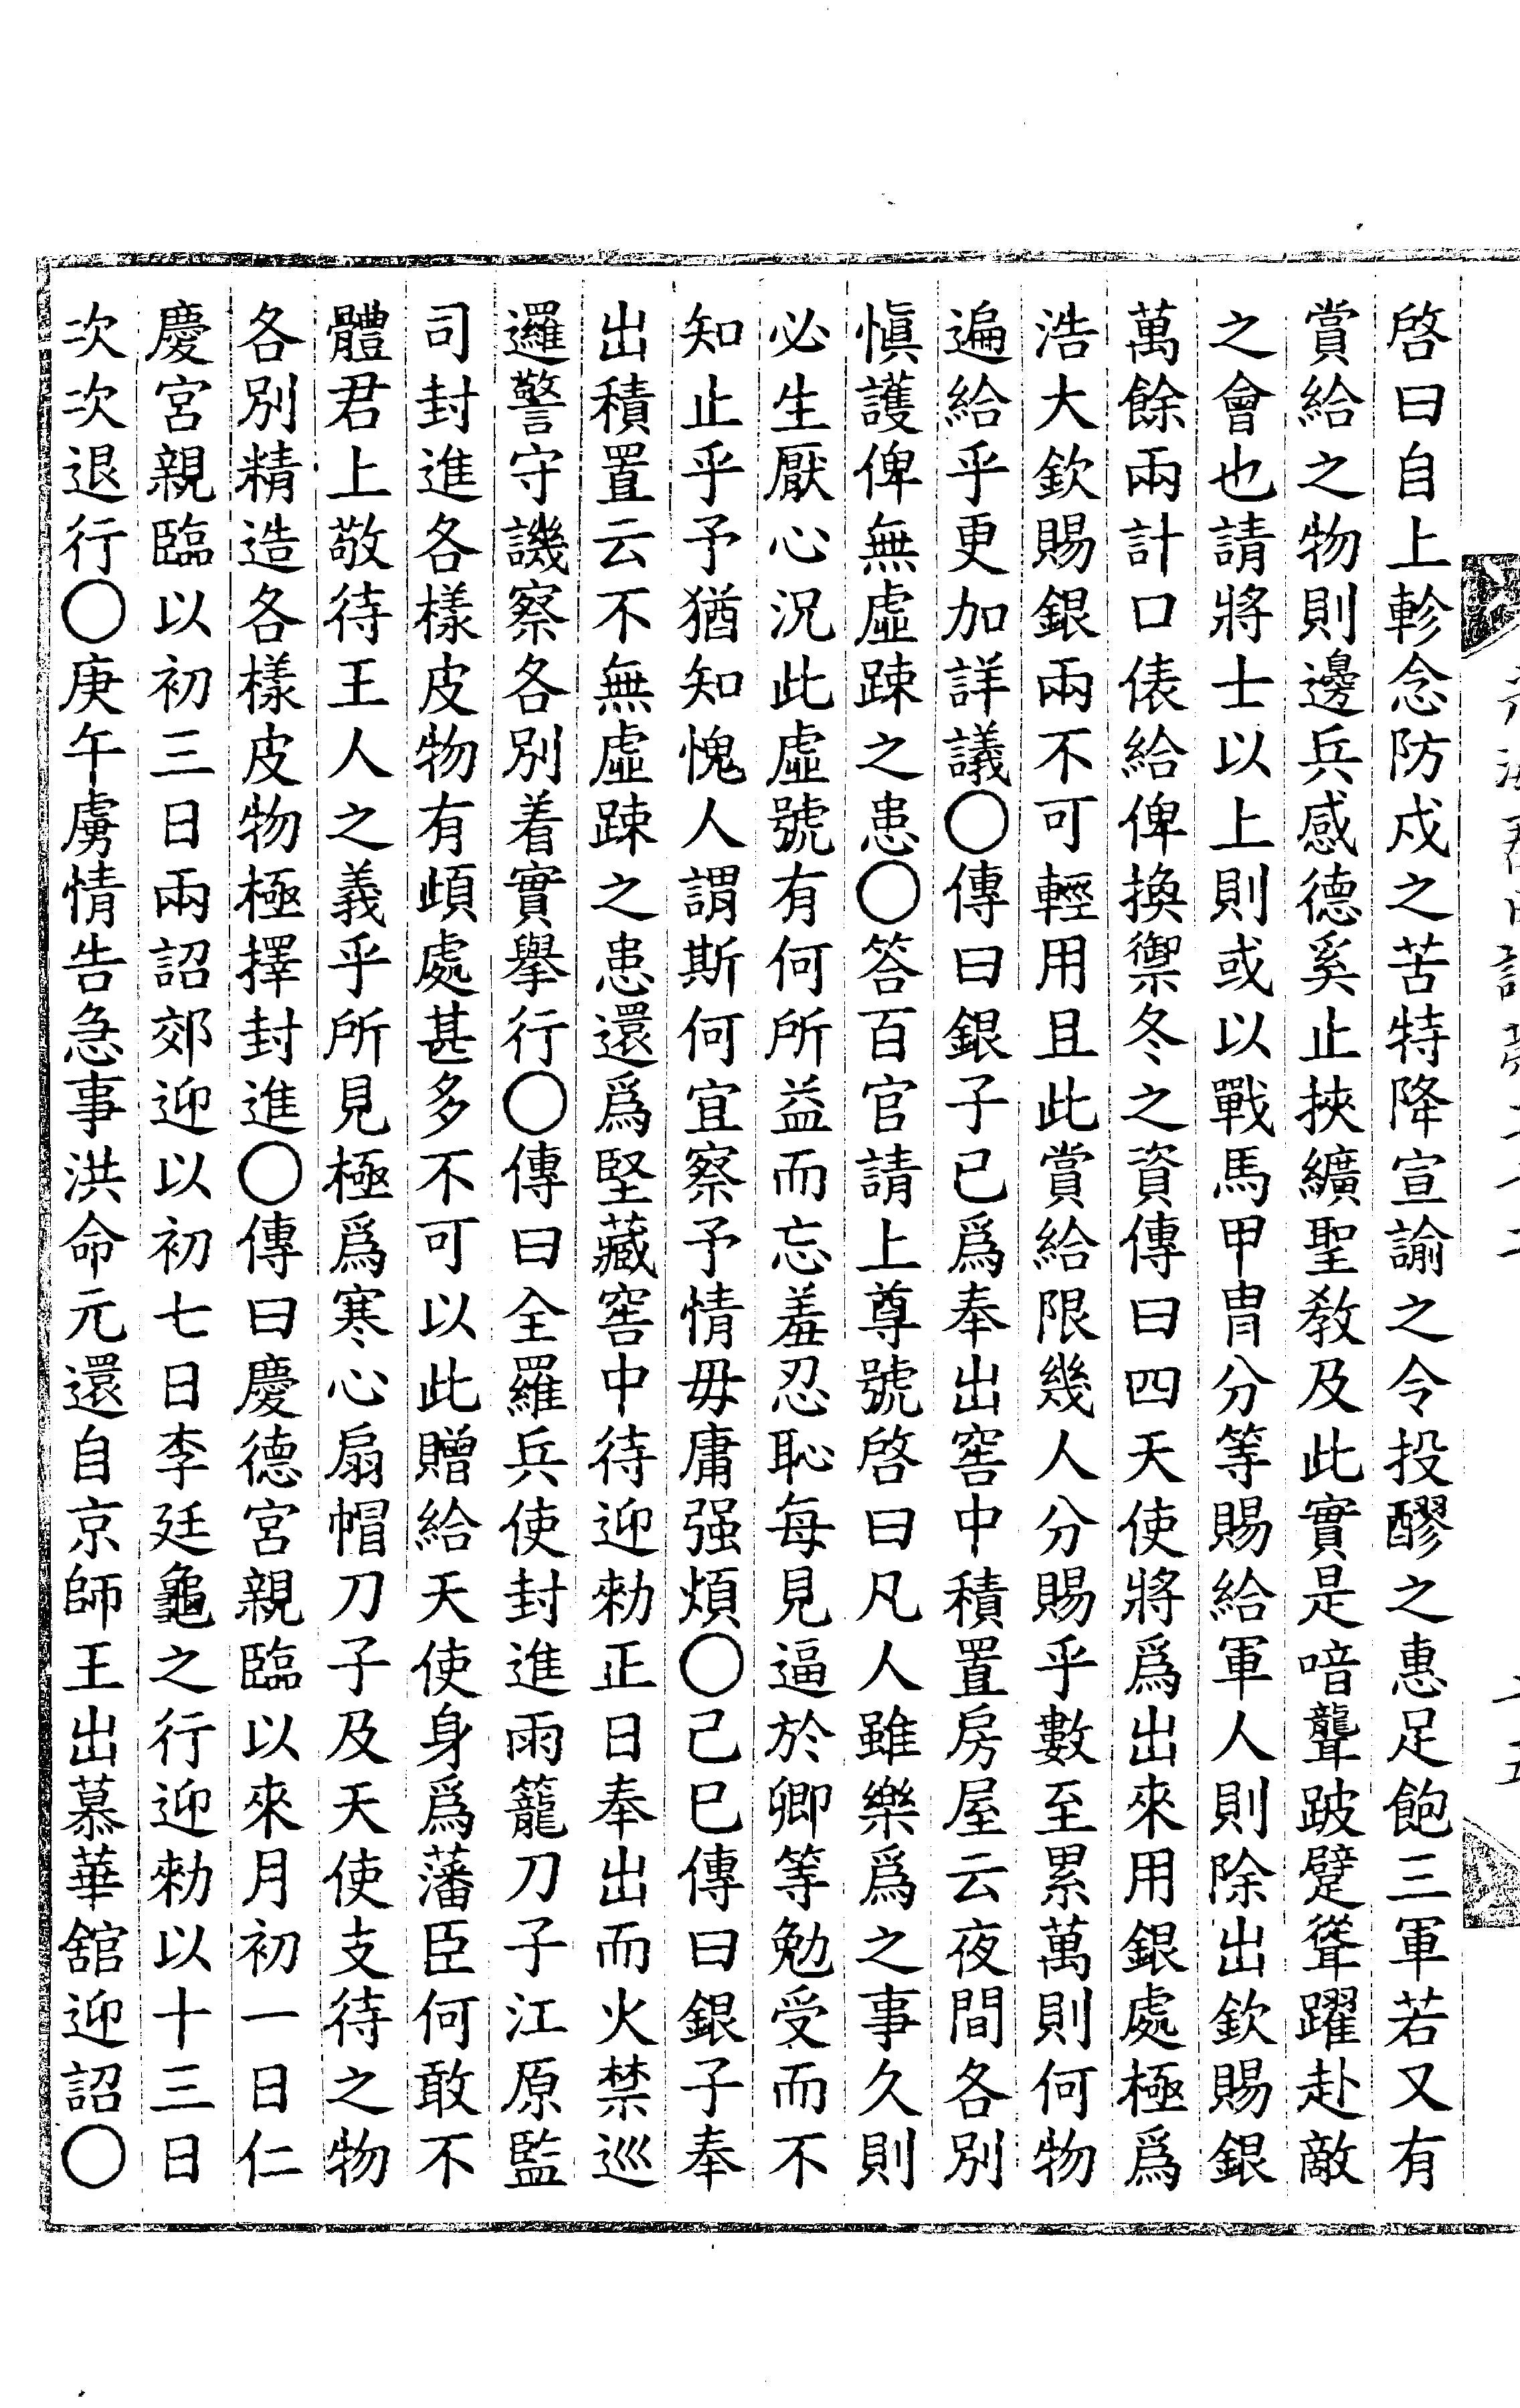 啓曰自上軫念防戍之苦特降宣諭之令投醪之惠足飽三軍若又有
賞給之物則邊兵感德奚止挾纊聖敎及此實是喑聾跛躄聳躍赴敵
之會也請將士以上則或以戰馬甲冑分等賜給軍人則除出欽賜銀
萬餘兩計口俵給俾換禦冬之資傳曰四天使將爲出來用銀處極爲
浩大欽賜銀兩不可輕用且此賞給限幾人分賜乎數至累萬則何物
遍給乎更加詳議〇傳曰銀子已爲奉出窖中積置房屋云夜間各別
愼護俾無虛踈之患〇答百官請上尊號啓曰凡人雖樂爲之事久則
必生厭心況此虛號有何所益而忘羞忍恥每見逼於卿等勉受而不
知止乎予猶知愧人謂斯何宜察予情毋庸强煩〇己巳傳曰銀子奉
出積置云不無虛踈之患還爲堅藏窖中待迎勑正日奉出而火禁巡
邏警守譏察各別着實擧行〇傳曰全羅兵使封進雨籠刀子江原監
司封進各樣皮物有頉處甚多不可以此贈給天使身爲藩臣何敢不
體君上敬待王人之義乎所見極爲寒心扇帽刀子及天使支待之物
各別精造各樣皮物極擇封進〇傳曰慶德宮親臨以來月初一日仁
慶宮親臨以初三日兩詔郊迎以初七日李廷龜之行迎勑以十三日
次次退行〇庚午虜情告急事洪命元還自京師王出慕華舘迎詔〇